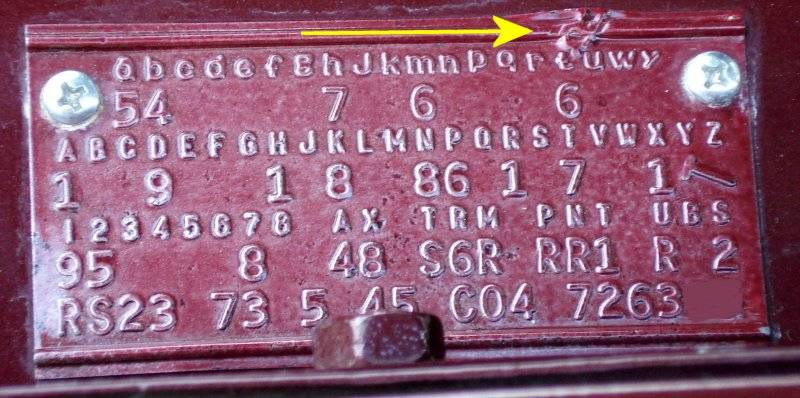 abcdefghJkmnpqrtuwy
54 7 6 6
ABCDEFGHJKLMNPQRSTVWXYZ
1 9 1 8 86 1 7 1
12345678 AX TRM PNT UBS
95 8 48 S6R RR1 R 2
RS23 73 5 45 C04 7263